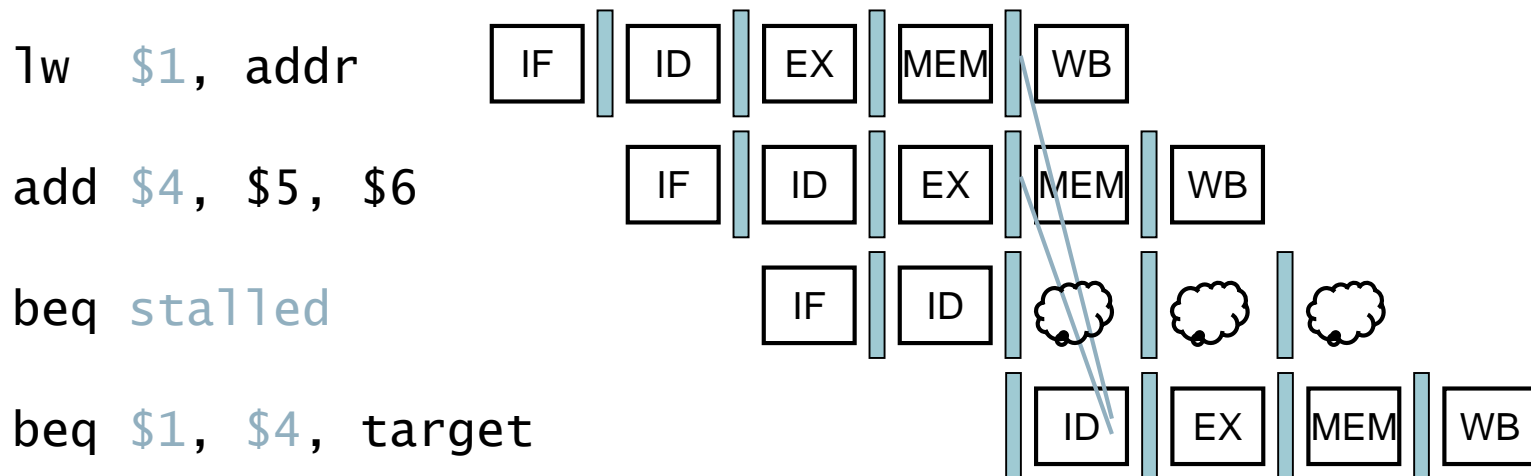 lw $1, addr IF ID EX MEM WB
add $4, $5, $6 IF ID EX MEM WB
beq stalled IF ID
beq $1, $4, target ID EX MEM WB